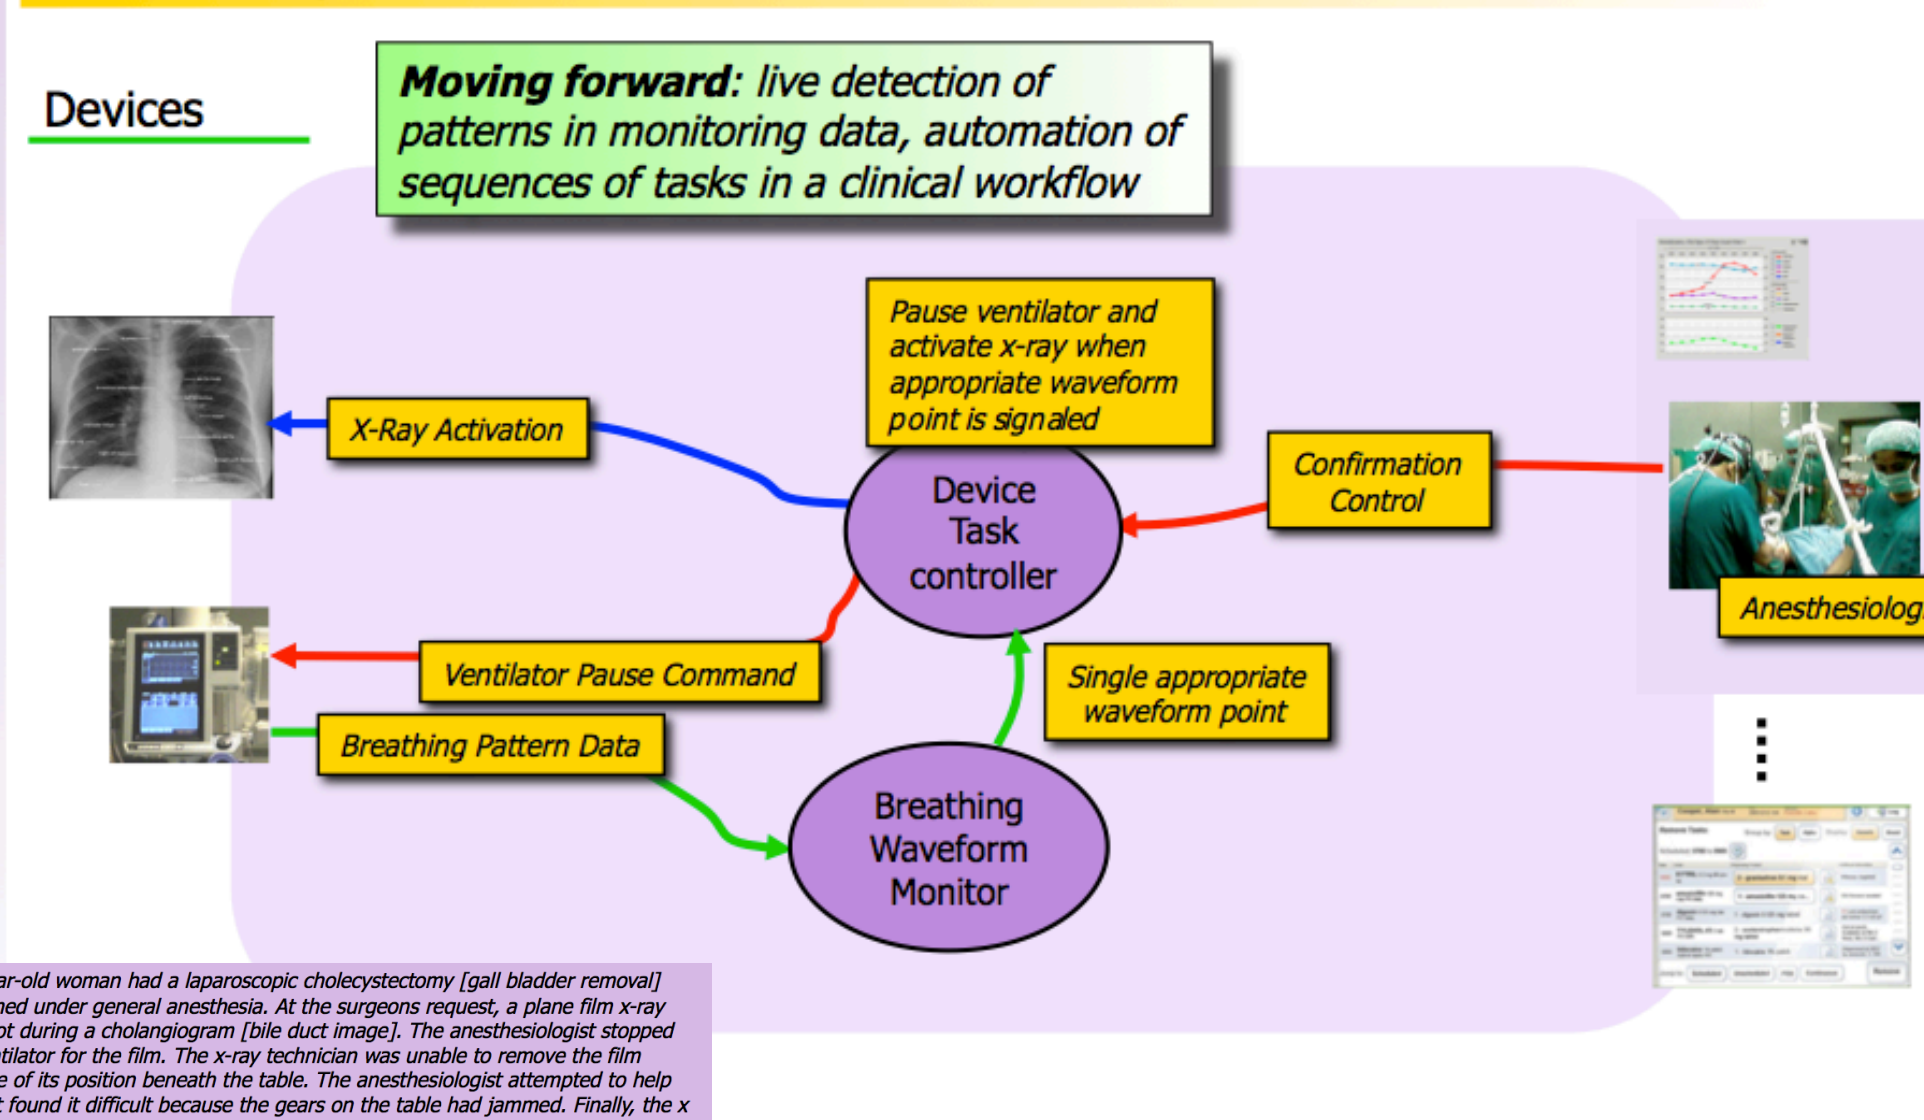 Moving forward: live detection of
patterns in monitoring data, automation of
sequences of tasks in a clinical workflow
Devices
Pause ventilator and
activate x-ray when
appropriate waveform
point is signaled
X-Ray Activation
Confirmation
Control
Device
Task
controller
Anesthesiolog
Ventilator Pause Command
Single appropriate
waveform point
Breathing Pattern Data
Breathing
Waveform
Monitor
ar-old woman had a laparoscopic cholecystectomy [gall bladder removal]
ned under general anesthesia. At the surgeons request, a plane film x-ray
ot during a cholangiogram [bile duct image]. The anesthesiologist stopped
ntilator for the film. The x-ray technician was unable to remove the film
e of its position beneath the table. The anesthesiologist attempted to help
t found it difficult because the gears on the table had jammed. Finally, the x